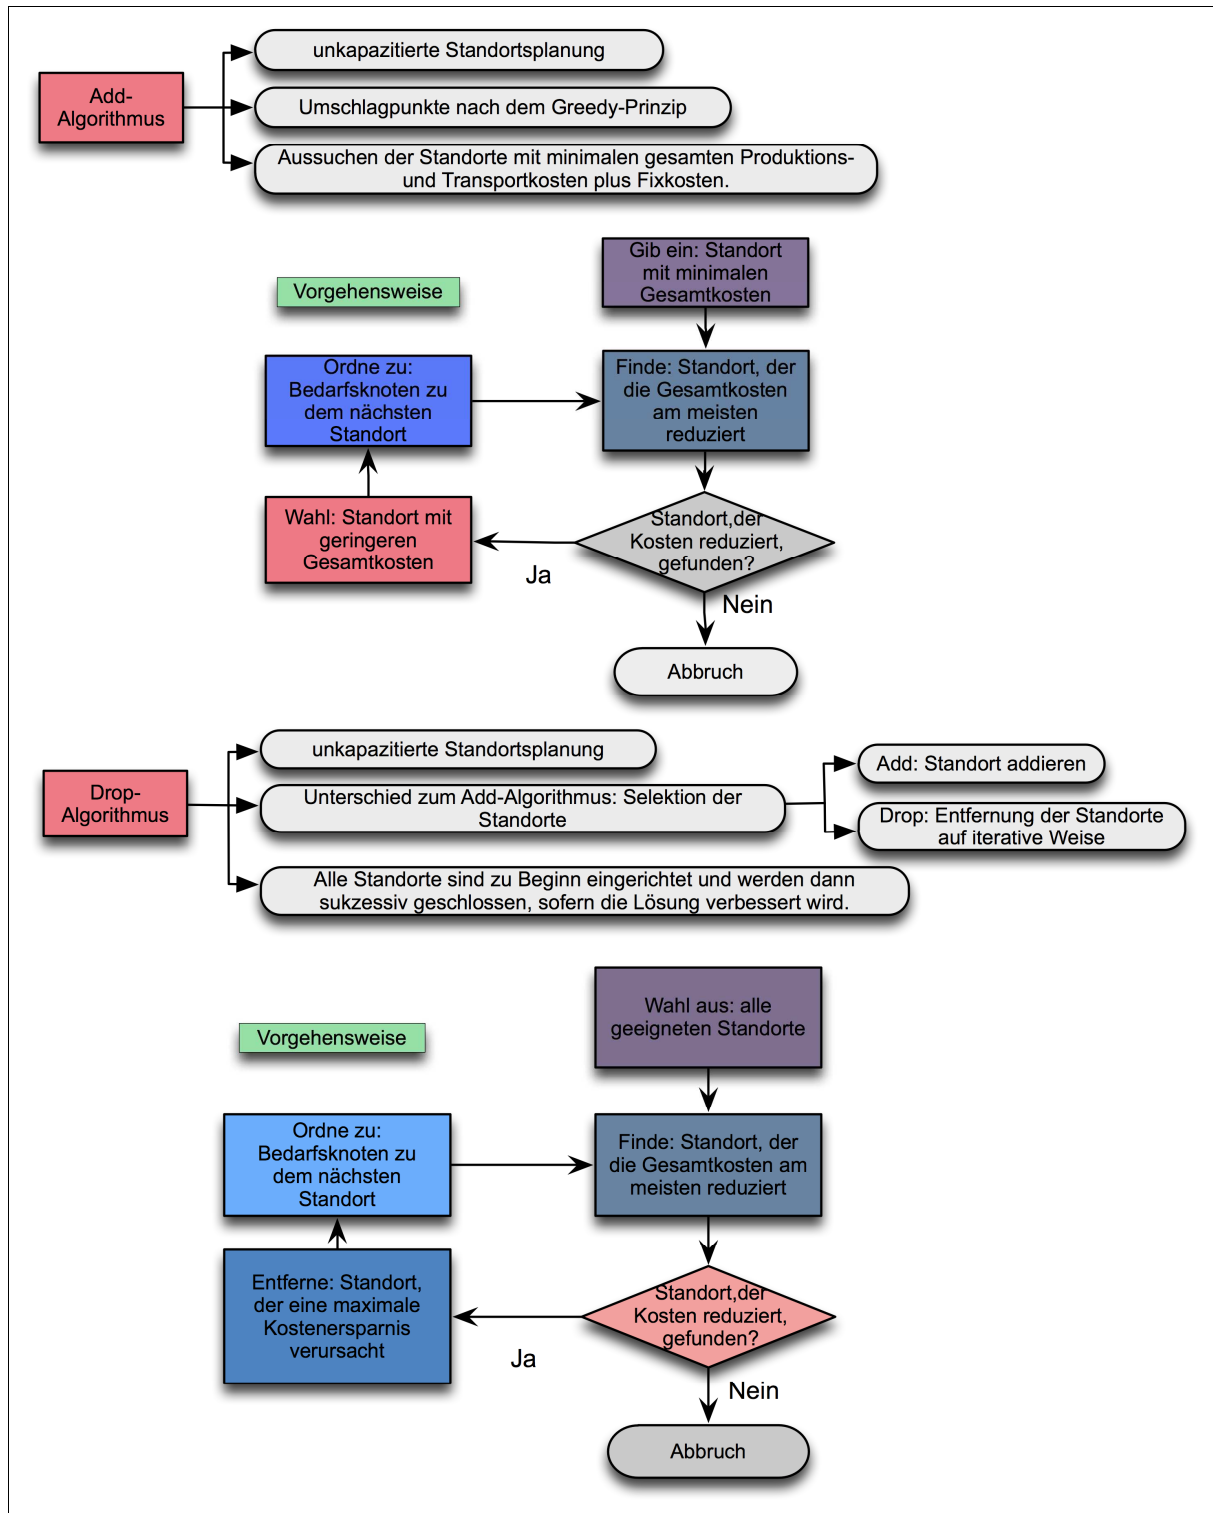 Add-
Algorithmus
unkapazitierte Standortsplanung
Umschlagpunkte nach dem Greedy-Prinzip
Aussuchen der Standorte mit minimalen gesamten Produktions-
und Transportkosten plus Fixkosten.
Vorgehensweise
Gib ein: Standort
mit minimalen
Gesamtkosten
Ordne zu:
Bedarfsknoten zu
dem nächsten
Standort
Finde: Standort, der
die Gesamtkosten
am meisten
reduziert
Wahl: Standort mit
geringeren
Gesamtkosten
Standort,der
Kosten reduziert,
gefunden?
Ja
Nein
Abbruch
Drop-
Algorithmus
unkapazitierte Standortsplanung
Unterschied zum Add-Algorithmus: Selektion der
Standorte
Add: Standort addieren
Drop: Entfernung der Standorte
auf iterative Weise
Alle Standorte sind zu Beginn eingerichtet und werden dann
sukzessiv geschlossen, sofern die Lösung verbessert wird.
Vorgehensweise
Wahl aus: alle
geeigneten Standorte
Ordne zu:
Bedarfsknoten zu
dem nächsten
Standort
Finde: Standort, der
die Gesamtkosten am
meisten reduziert
Entferne: Standort,
der eine maximale
Kostenersparnis
verursacht
Standort,der
Kosten reduziert,
gefunden?
Ja
Nein
Abbruch